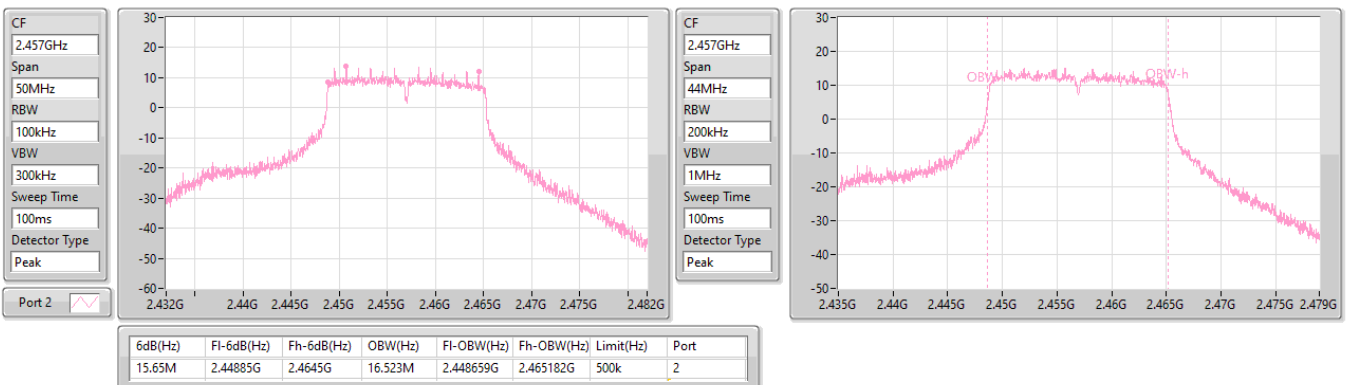 CF
2.457GHz
Span
50MHz
RBW
100kHz
VBW
300kHz
Sweep Time
100ms
Detector Type
Peak
Port 2
30
20
10
0
-10
-20
-30
-40
-50
-60
2.432G 2.44G 2.445G 2.45G 2.455G 2.46G 2.465G 2.47G 2.475G 2.482G
CF
2.457GHz
Span
44MHz
RBW
200kHz
VBW
1MHz
Sweep Time
100ms
Detector Type
Peak
30
20
10
0
-10
-20
-30
-40
-50
OBW-h
2.435G 2.44G 2.445G 2.45G 2.455G 2.46G 2.465G 2.47G 2.475G 2.479G
6dB(Hz) Fl-6dB(Hz) Fh-6dB(Hz) OBW(Hz) Fl-OBW(Hz) Fh-OBW(Hz) Limit(Hz) Port
15.65M 2.44885G 2.4645G 16.523M 2.448659G 2.465182G 500k 2